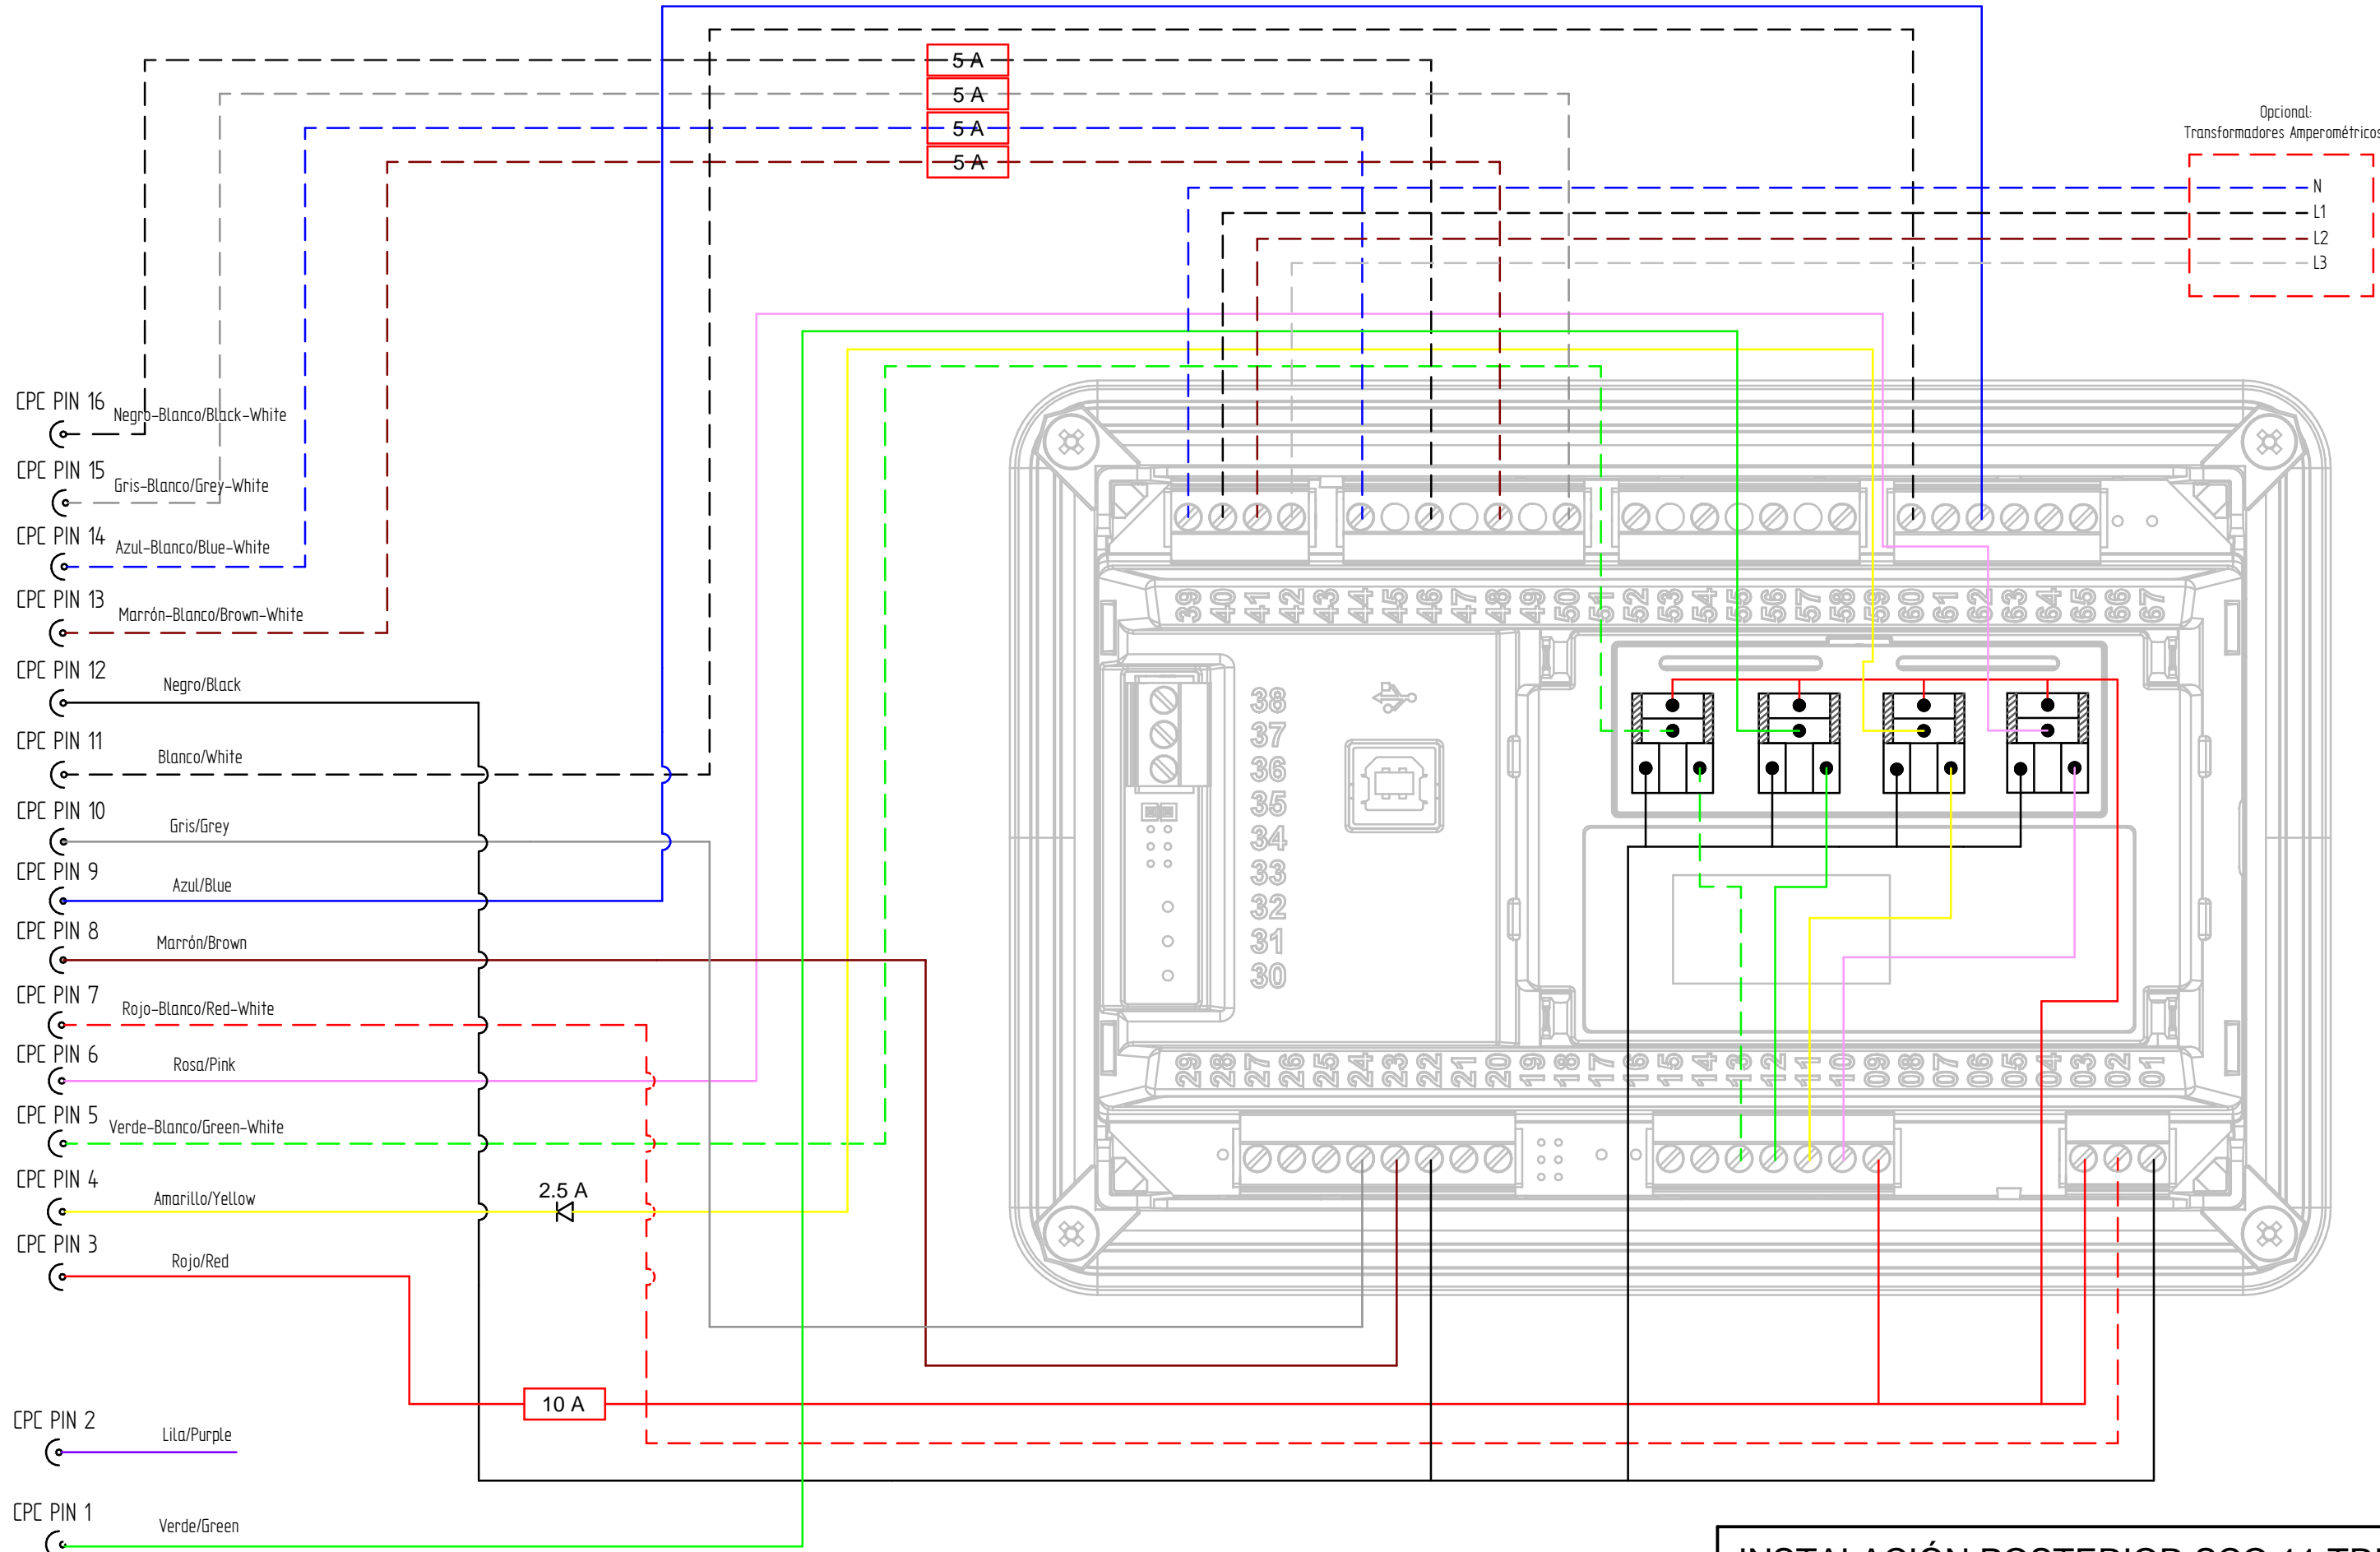 5 A
5 A
5 A
5 A
Opcional:
Transformadores Amperométricos
N
L1
L2
L3
CPC PIN 16
Negro-Blanco/Black-White
CPC PIN 15
Gris-Blanco/Grey-White
CPC PIN 14
Azul-Blanco/Blue-White
CPC PIN 13
Marrón-Blanco/Brown-White
CPC PIN 12
Negro/Black
CPC PIN 11
Blanco/White
CPC PIN 10
Gris/Grey
CPC PIN 9
Azul/Blue
CPC PIN 8
Marrón/Brown
CPC PIN 7
Rojo-Blanco/Red-White
CPC PIN 6
Rosa/Pink
CPC PIN 5
Verde-Blanco/Green-White
CPC PIN 4
Amarillo/Yellow
2.5 A
CPC PIN 3
Rojo/Red
10 A
CPC PIN 2
Lila/Purple
CPC PIN 1
Verde/Green
39 40 41 42 43 44 45 46 47 48 49 50 51 52 53 54 55 56 57 58 59 60 61 62 63 64 65 66 67
38
37
36
35
34
33
32
31
30
29 28 27 26 25 24 23 22 21 20 19 18 17 16 15 14 13 12 11 10 09 08 07 06 05 04 03 02 01
INSTALACIÓN POSTERIOR